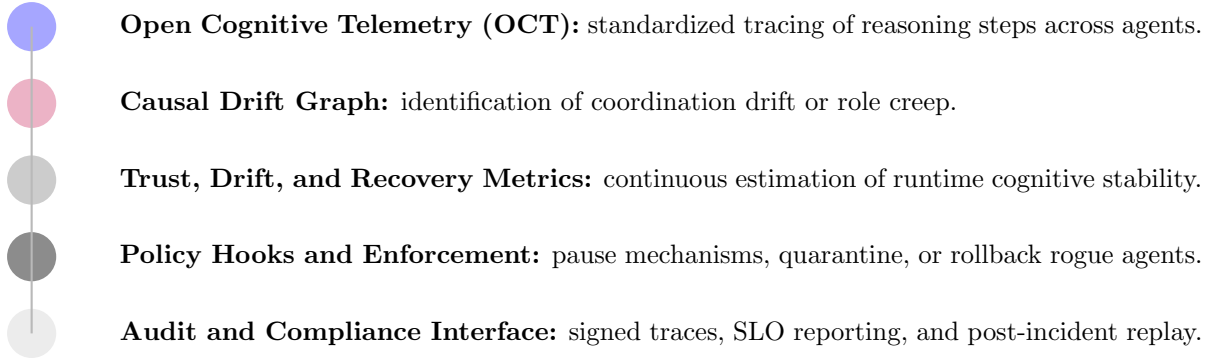 Open Cognitive Telemetry (OCT): standardized tracing of reasoning steps across agents.
Causal Drift Graph: identification of coordination drift or role creep.
Trust, Drift, and Recovery Metrics: continuous estimation of runtime cognitive stability.
Policy Hooks and Enforcement: pause mechanisms, quarantine, or rollback rogue agents.
Audit and Compliance Interface: signed traces, SLO reporting, and post-incident replay.